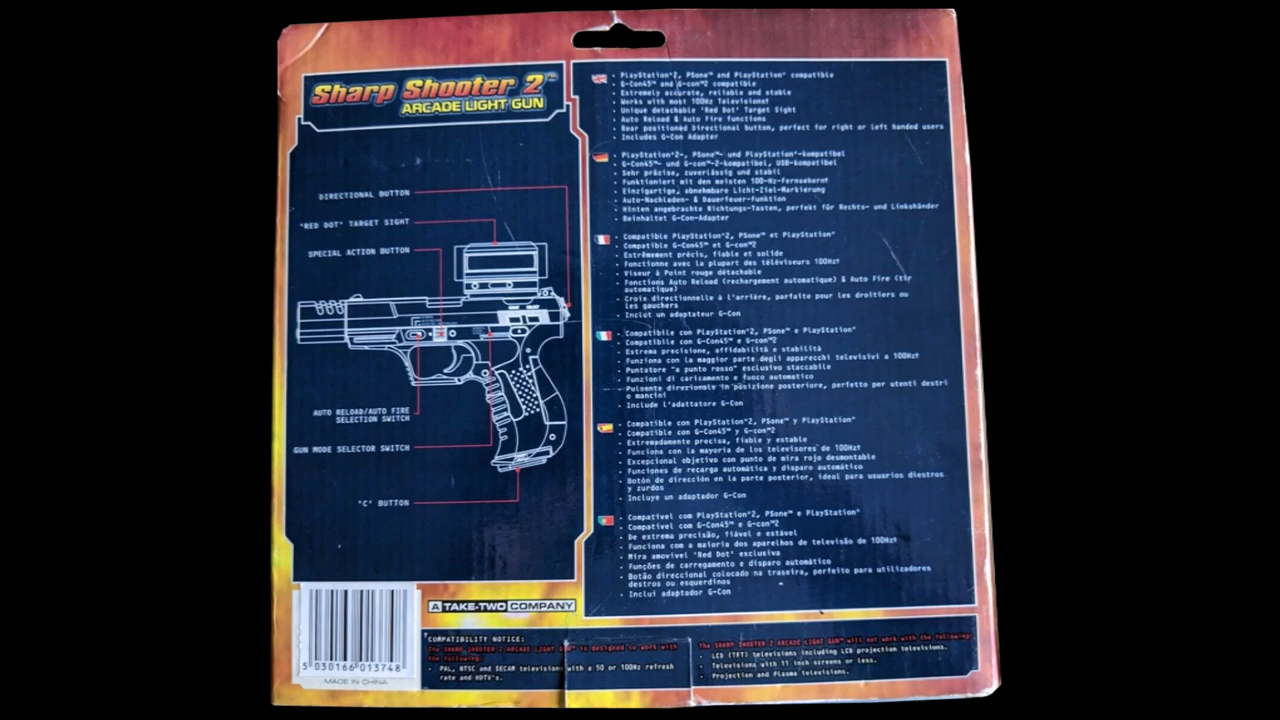 Sharp Shooter 2™
ARCADE LIGHT GUN
DIRECTIONAL BUTTON
'RED DOT' TARGET SIGHT
SPECIAL ACTION BUTTON
AUTO RELOAD/AUTO FIRE
SELECTION SWITCH
GUN MODE SELECTOR SWITCH
"C" BUTTON
• PlayStation®2, PSone™ and PlayStation® compatible
• G-Con45™ and G-con™2 compatible
• Extremely accurate, reliable and stable
• Works with most 100Hz Televisions†
• Unique detachable 'Red Dot' Target Sight
• Auto Reload & Auto Fire functions
• Rear positioned Directional button, perfect for right or left handed users
• Includes G-Con Adapter
• PlayStation®2-, PSone™- und PlayStation®-kompatibel
• G-Con45™- und G-con™-2-kompatibel, USB-kompatibel
• Sehr präzise, zuverlässig und stabil
• Funktioniert mit den meisten 100-Hz-Fernsehern†
• Einzigartige, abnehmbare Licht-Ziel-Markierung
• Auto-Nachladen- & Dauerfeuer-Funktion
• Hinten angebrachte Richtungs-Tasten, perfekt für Rechts- und Linkshänder
• Beinhaltet G-Con-Adapter
• Compatible PlayStation®2, PSone™ et PlayStation®
• Compatible G-Con45™ et G-con™2
• Extrêmement précis, fiable et solide
• Fonctionne avec la plupart des téléviseurs 100Hz†
• Viseur à Point rouge détachable
• Fonctions Auto Reload (rechargement automatique) & Auto Fire (tir
automatique)
• Croix directionnelle à l'arrière, parfaite pour les droitiers ou
les gauchers
• Inclut un adaptateur G-Con
• Compatibile con PlayStation®2, PSone™ e PlayStation®
• Compatibile con G-Con45™ e G-con™2
• Estrema precisione, affidabilità e stabilità
• Funziona con la maggior parte degli apparecchi televisivi a 100Hz†
• Puntatore "a punto rosso" esclusivo staccabile
• Funzioni di caricamento e fuoco automatico
• Pulsante direzionale in posizione posteriore, perfetto per utenti destri
o mancini
• Include l'adattatore G-Con
• Compatible con PlayStation®2, PSone™ y PlayStation®
• Compatible con G-Con45™ y G-con™2
• Extremadamente precisa, fiable y estable
• Funciona con la mayoría de los televisores de 100Hz†
• Excepcional objetivo con punto de mira rojo desmontable
• Funciones de recarga automática y disparo automático
• Botón de dirección en la parte posterior, ideal para usuarios diestros
y zurdos
• Incluye un adaptador G-Con
• Compatível com PlayStation®2, PSone™ e PlayStation®
• Compatível com G-Con45™ e G-con™2
• De extrema precisão, fiável e estável
• Funciona com a maioria dos aparelhos de televisão de 100Hz†
• Mira amovível 'Red Dot' exclusiva
• Funções de carregamento e disparo automático
• Botão direccional colocado na traseira, perfeito para utilizadores
destros ou esquerdinos
• Inclui adaptador G-Con
A TAKE-TWO COMPANY
5 030166 013748
MADE IN CHINA
COMPATIBILITY NOTICE:
The SHARP SHOOTER 2 ARCADE LIGHT GUN™ is designed to work with
the following:
• PAL, NTSC and SECAM televisions with a 50 or 100Hz refresh
rate and HDTV's.
The SHARP SHOOTER 2 ARCADE LIGHT GUN™ will not work with the following:
• LCD (TFT) televisions including LCD projection televisions.
• Televisions with 11 inch screens or less.
• Projection and Plasma televisions.